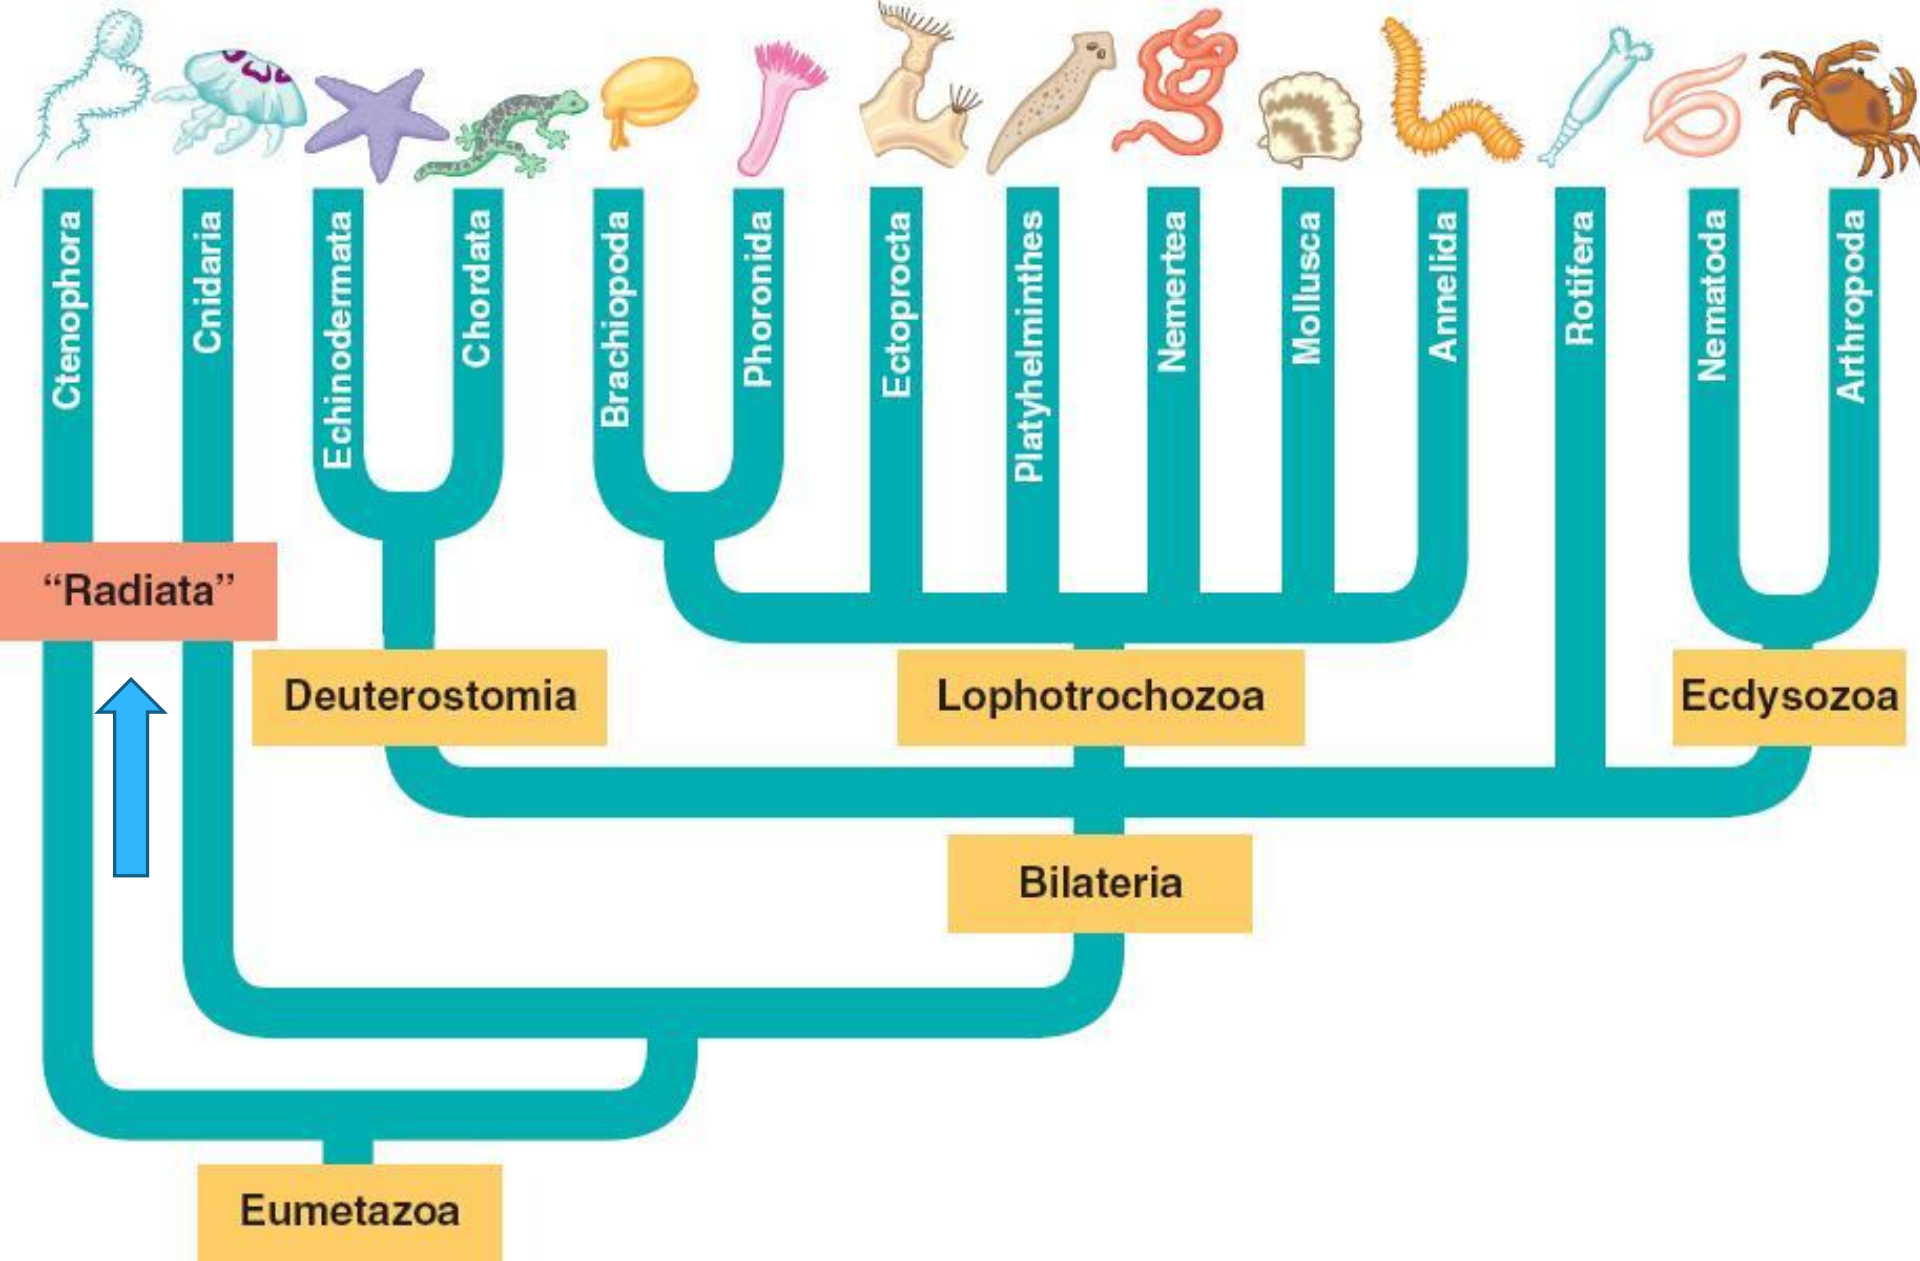 Ctenophora
Cnidaria
Echinodermata
Chordata
Brachiopoda
Phoronida
Ectoprocta
Platyhelminthes
Nemertea
Mollusca
Annelida
Rotifera
Nematoda
Arthropoda
“Radiata”
Deuterostomia
Lophotrochozoa
Ecdysozoa
Bilateria
Eumetazoa